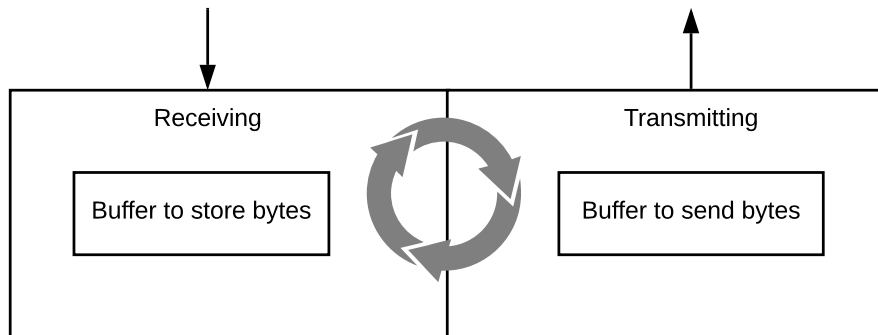 Receiving
Transmitting
Buffer to store bytes
Buffer to send bytes